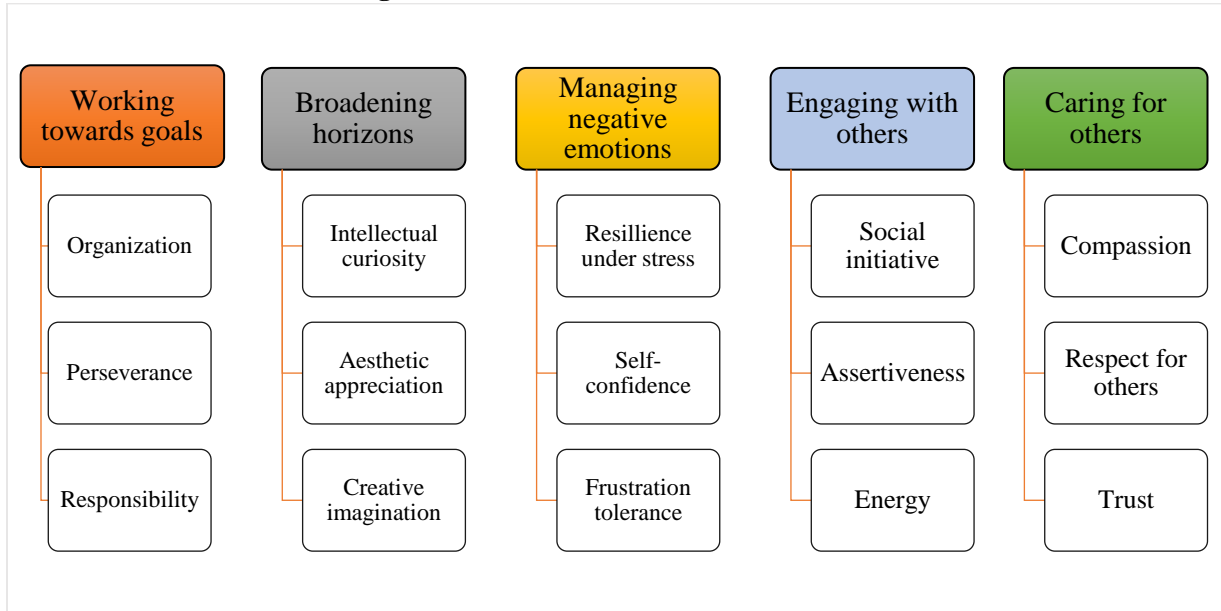 Working
towards goals
Organization
Perseverance
Responsibility
Broadening
horizons
Intellectual
curiosity
Aesthetic
appreciation
Creative
imagination
Managing
negative
emotions
Resillience
under stress
Self-
confidence
Frustration
tolerance
Engaging with
others
Social
initiative
Assertiveness
Energy
Caring for
others
Compassion
Respect for
others
Trust